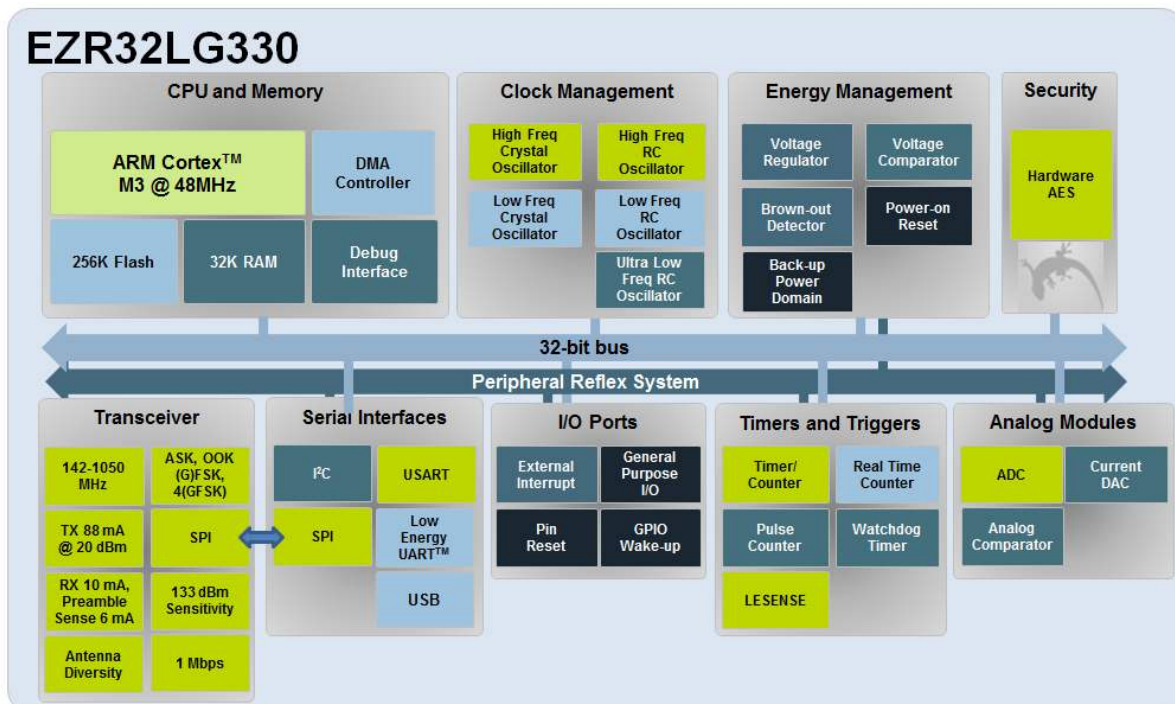 EZR32LG330
CPU and Memory
ARM Cortex™
M3 @ 48MHz
DMA
Controller
256K Flash
32K RAM
Debug
Interface
Clock Management
High Freq
Crystal
Oscillator
High Freq
RC
Oscillator
Low Freq
Crystal
Oscillator
Low Freq
RC
Oscillator
Ultra Low
Freq RC
Oscillator
Energy Management
Voltage
Regulator
Voltage
Comparator
Brown-out
Detector
Power-on
Reset
Back-up
Power
Domain
Security
Hardware
AES
32-bit bus
Peripheral Reflex System
Transceiver
142-1050
MHz
ASK, OOK
(G)FSK,
4(GFSK)
TX 88 mA
@ 20 dBm
SPI
RX 10 mA,
Preamble
Sense 6 mA
133 dBm
Sensitivity
Antenna
Diversity
1 Mbps
Serial Interfaces
I²C
USART
SPI
Low
Energy
UART™
USB
I/O Ports
External
Interrupt
General
Purpose
I/O
Pin
Reset
GPIO
Wake-up
Timers and Triggers
Timer/
Counter
Real Time
Counter
Pulse
Counter
Watchdog
Timer
LESENSE
Analog Modules
ADC
Current
DAC
Analog
Comparator